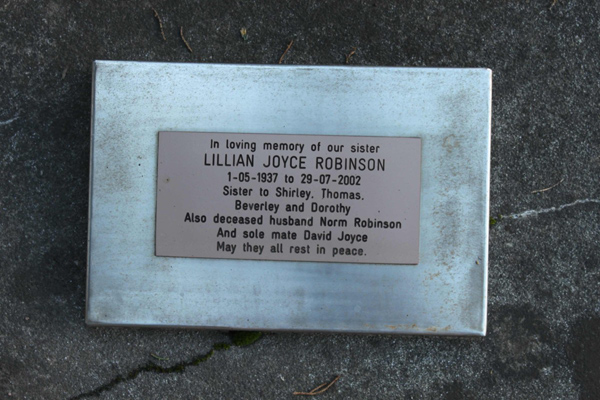 In loving memory of our sister
LILLIAN JOYCE ROBINSON
1-05-1937 to 29-07-2002
Sister to Shirley, Thomas,
Beverley and Dorothy
Also deceased husband Norm Robinson
And sole mate David Joyce
May they all rest in peace.